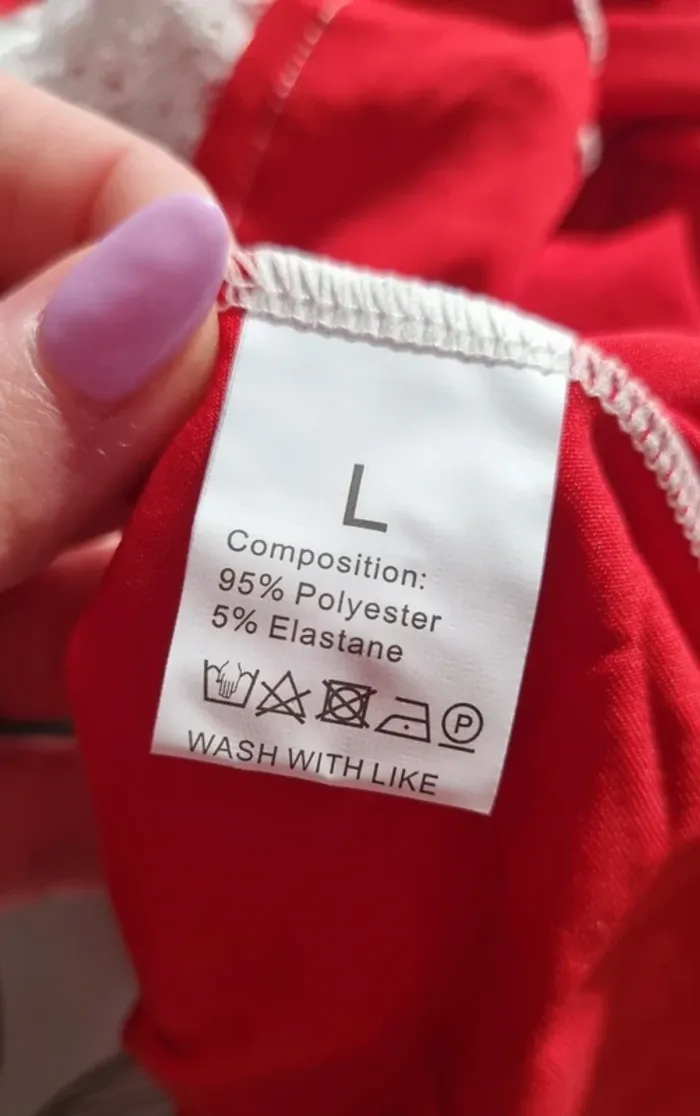 L
Composition:
95% Polyester
5% Elastane
P
WASH WITH LIKE